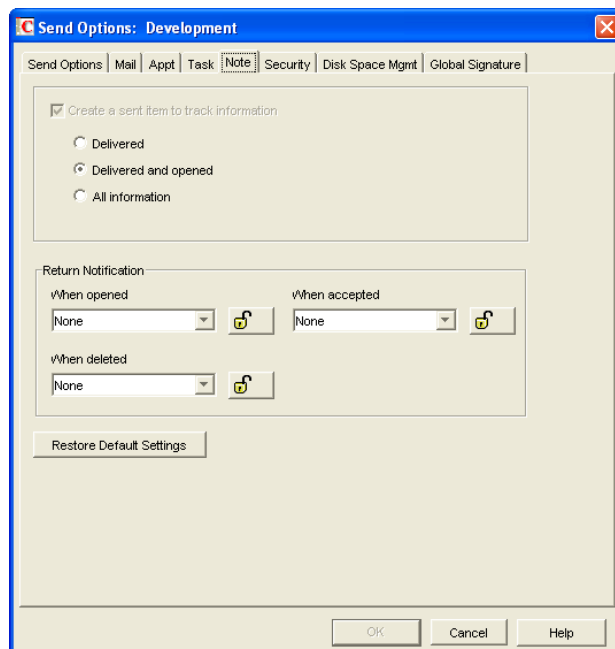 Send Options: Development
Send Options Mail Appt Task Note Security Disk Space Mgmt Global Signature
Create a sent item to track information
Delivered
Delivered and opened
All information
Return Notification
When opened When accepted
None None
When deleted
None
Restore Default Settings
OK Cancel Help